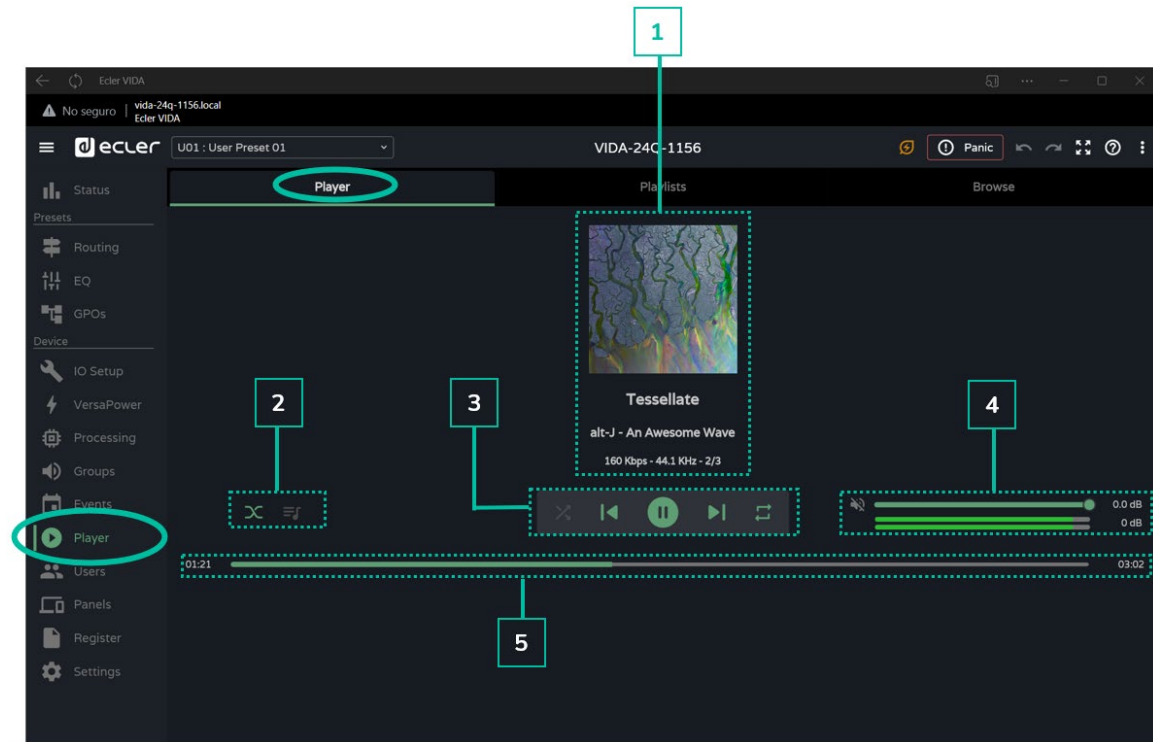 1
Ecler VIDA
No seguro | vida-24q-1156.local
Ecler VIDA
ecler
U01 : User Preset 01
VIDA-24Q-1156
Panic
Status
Player
Playlists
Browse
Presets
Routing
EQ
GPOs
Device
IO Setup
VersaPower
Processing
Groups
Events
Player
Users
Panels
Register
Settings
Tessellate
alt-J - An Awesome Wave
160 Kbps - 44.1 KHz - 2/3
2
3
4
0.0 dB
0 dB
01:21
03:02
5